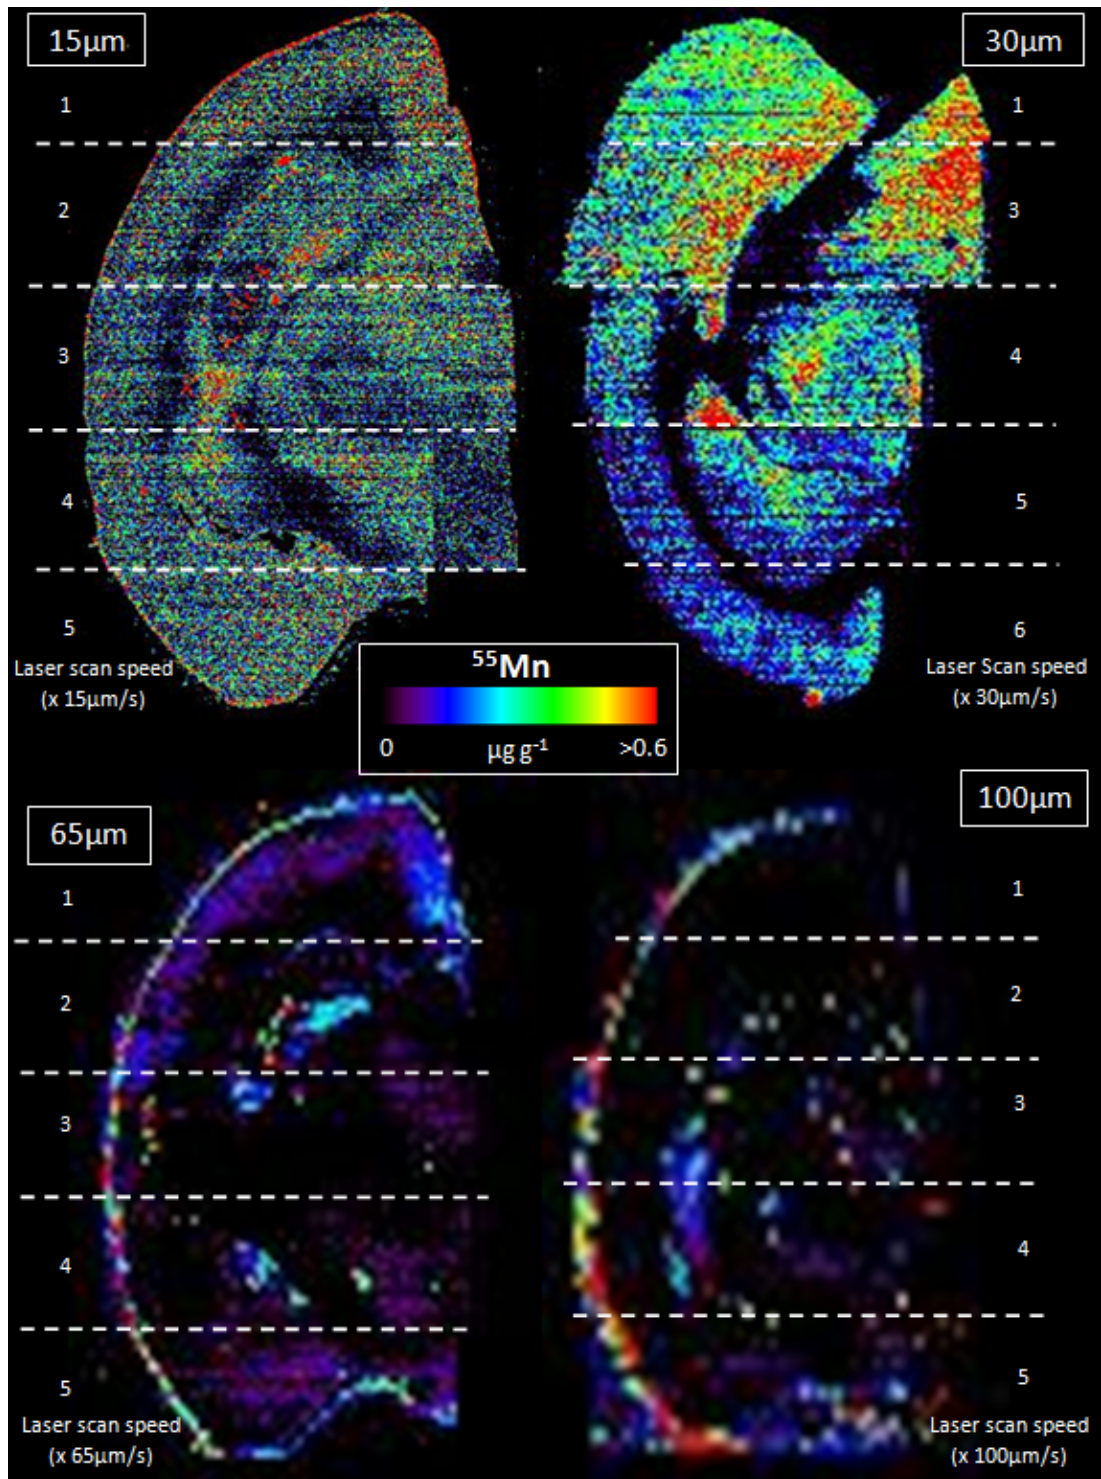 15µm
30µm
1
1
2
3
3
4
4
5
5
6
Laser scan speed
(x 15µm/s)
Laser Scan speed
(x 30µm/s)
⁵⁵Mn
0 µg g⁻¹ >0.6
65µm
100µm
1
1
2
2
3
3
4
4
5
5
Laser scan speed
(x 65µm/s)
Laser scan speed
(x 100µm/s)